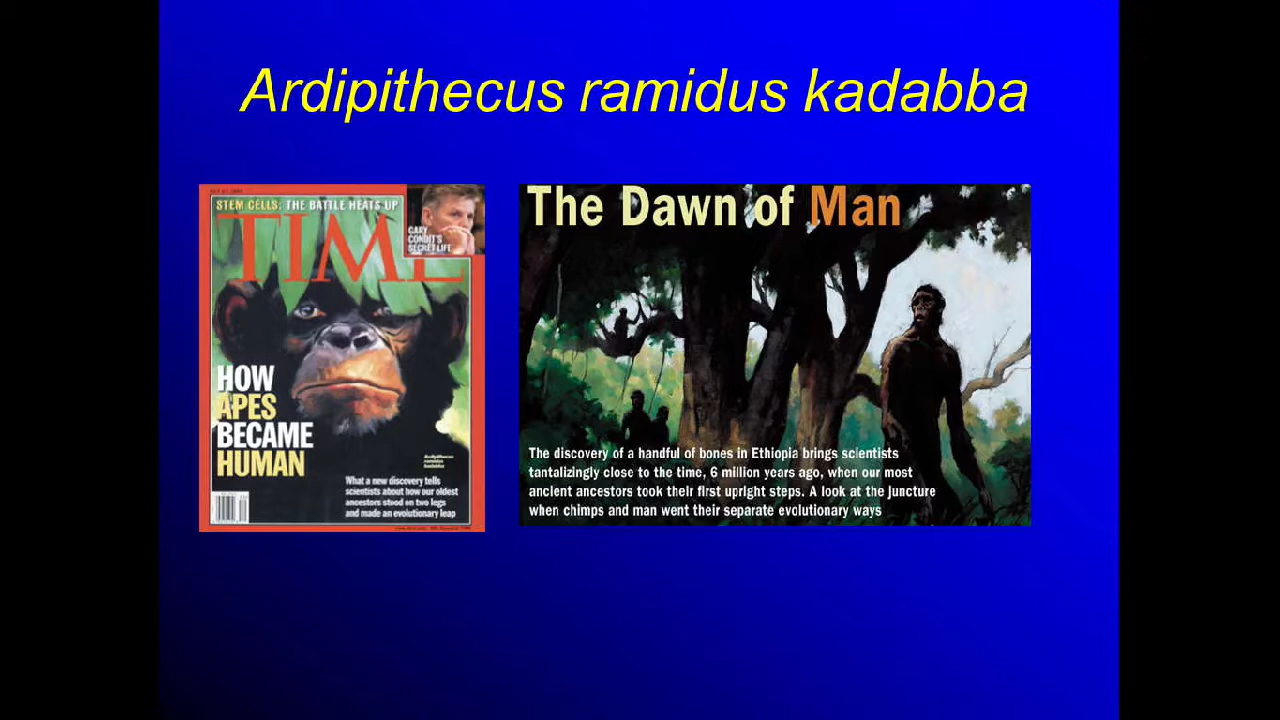 Ardipithecus ramidus kadabba
STEM CELLS: THE BATTLE HEATS UP
GARY
CONDIT'S
SECRET LIFE
TIME
HOW
APES
BECAME
HUMAN
Ardipithecus
ramidus
kadabba
What a new discovery tells
scientists about how our oldest
ancestors stood on two legs
and made an evolutionary leap
The Dawn of Man
The discovery of a handful of bones in Ethiopia brings scientists
tantalizingly close to the time, 6 million years ago, when our most
ancient ancestors took their first upright steps. A look at the juncture
when chimps and man went their separate evolutionary ways